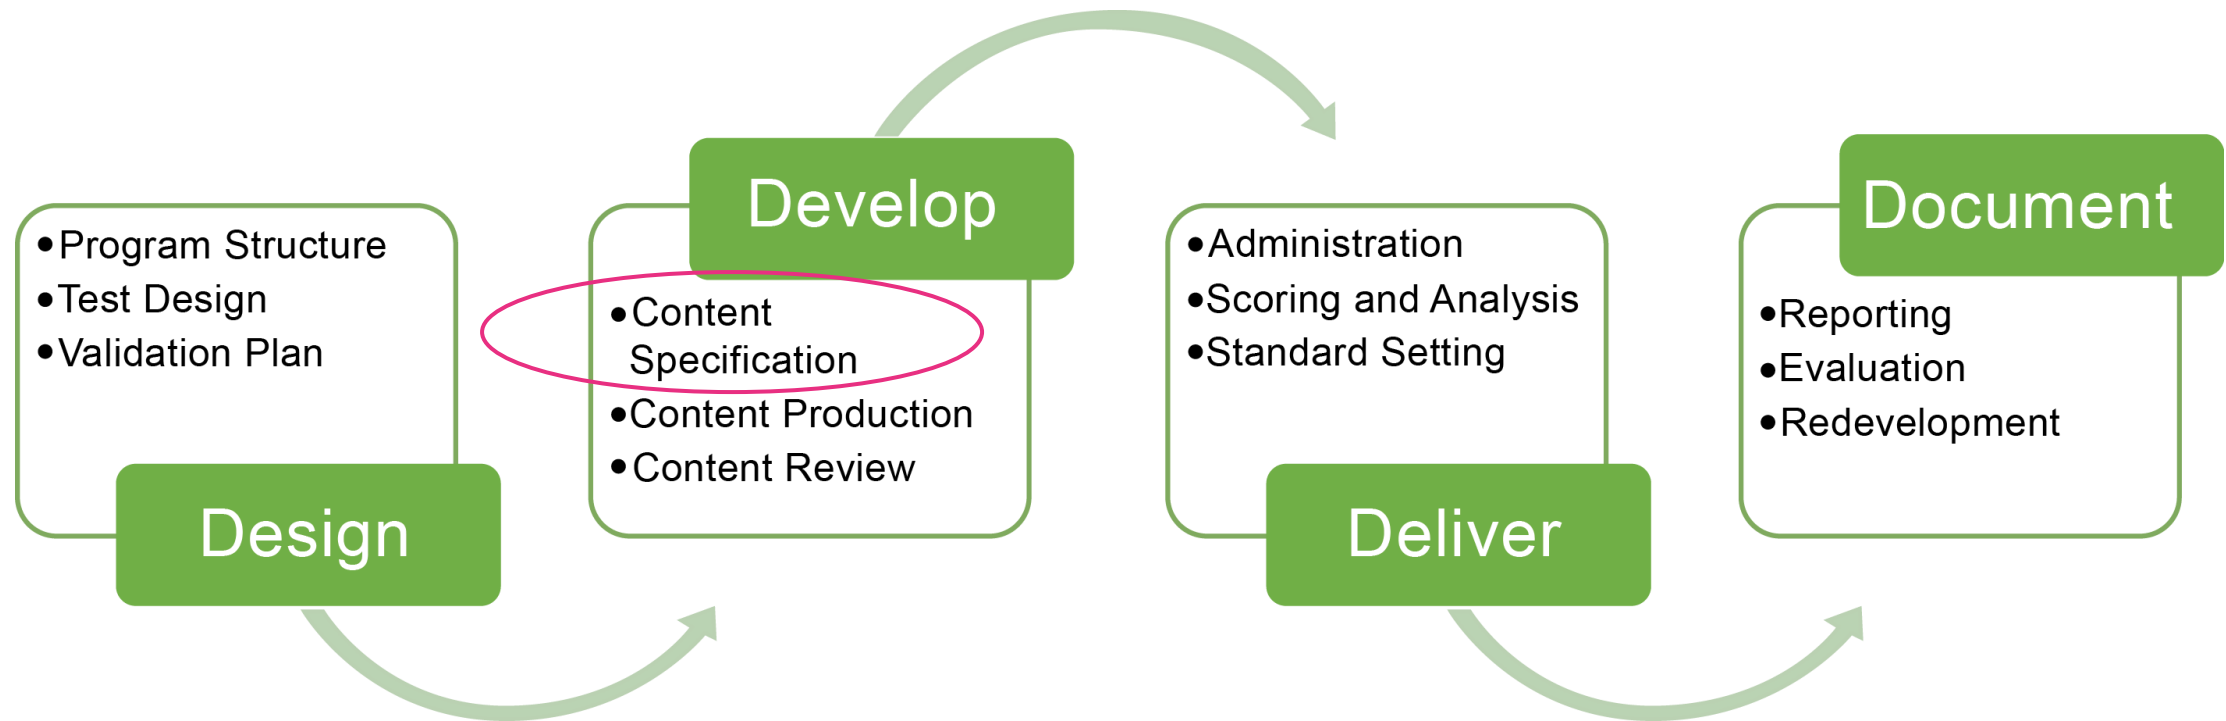 • Program Structure
• Test Design
• Validation Plan
Design
Develop
• Content
Specification
• Content Production
• Content Review
• Administration
• Scoring and Analysis
• Standard Setting
Deliver
Document
• Reporting
• Evaluation
• Redevelopment